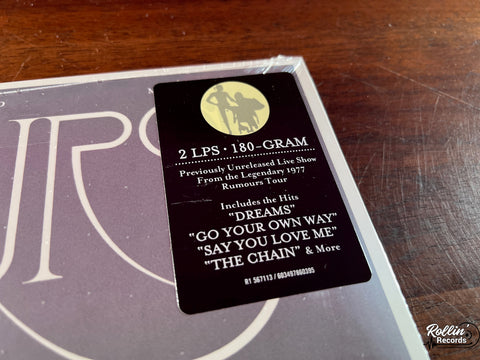 URS
2 LPS · 180-GRAM
Previously Unreleased Live Show
From the Legendary 1977
Rumours Tour
Includes the Hits
"DREAMS"
"GO YOUR OWN WAY"
"SAY YOU LOVE ME"
"THE CHAIN" & More
R1 567113 / 603497860395
Rollin'
Records